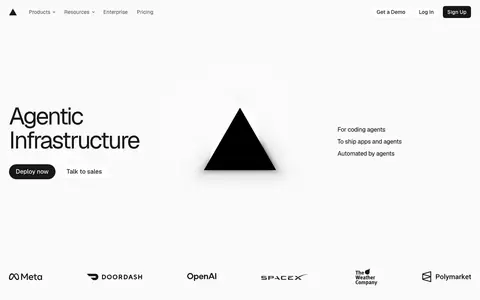 Products Resources Enterprise Pricing Get a Demo Log In Sign Up
Agentic
Infrastructure
Deploy now Talk to sales
For coding agents
To ship apps and agents
Automated by agents
Meta DOORDASH OpenAI SPACEX The Weather Company Polymarket